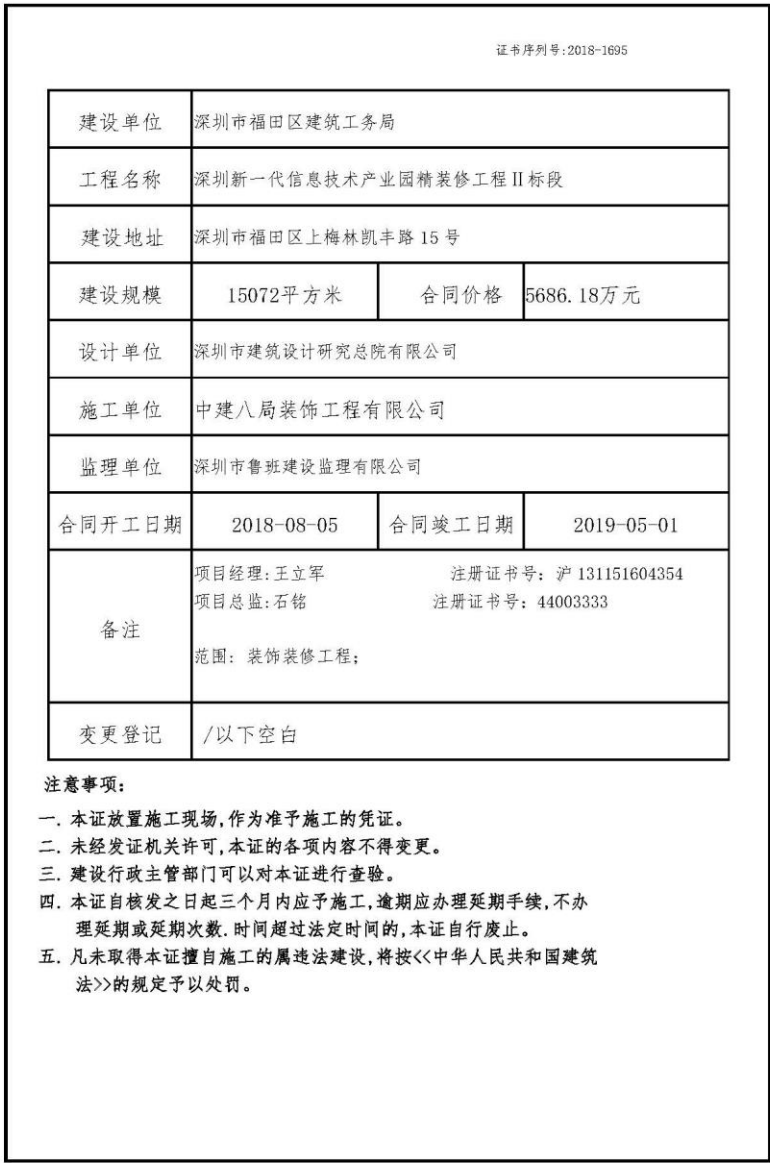 证书序列号:2018-1695
建设单位 深圳市福田区建筑工务局
工程名称 深圳新一代信息技术产业园精装修工程Ⅱ标段
建设地址 深圳市福田区上梅林凯丰路 15 号
建设规模 15072平方米 合同价格 5686.18万元
设计单位 深圳市建筑设计研究总院有限公司
施工单位 中建八局装饰工程有限公司
监理单位 深圳市鲁班建设监理有限公司
合同开工日期 2018-08-05 合同竣工日期 2019-05-01
备注
项目经理:王立军 注册证书号: 沪 131151604354
项目总监:石铭 注册证书号: 44003333
范围: 装饰装修工程;
变更登记 /以下空白
注意事项:
一. 本证放置施工现场,作为准予施工的凭证。
二. 未经发证机关许可,本证的各项内容不得变更。
三. 建设行政主管部门可以对本证进行查验。
四. 本证自核发之日起三个月内应予施工,逾期应办理延期手续,不办
理延期或延期次数.时间超过法定时间的,本证自行废止。
五. 凡未取得本证擅自施工的属违法建设,将按<<中华人民共和国建筑
法>>的规定予以处罚。